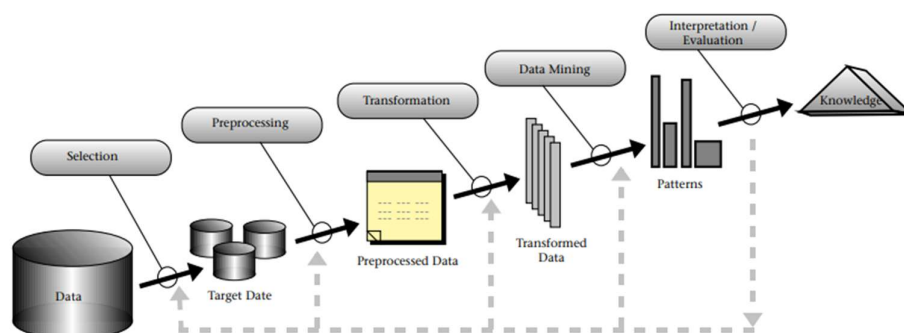 Interpretation /
Evaluation
Data Mining
Transformation
Preprocessing
Selection
Knowledge
Patterns
Transformed
Data
Preprocessed Data
Target Date
Data